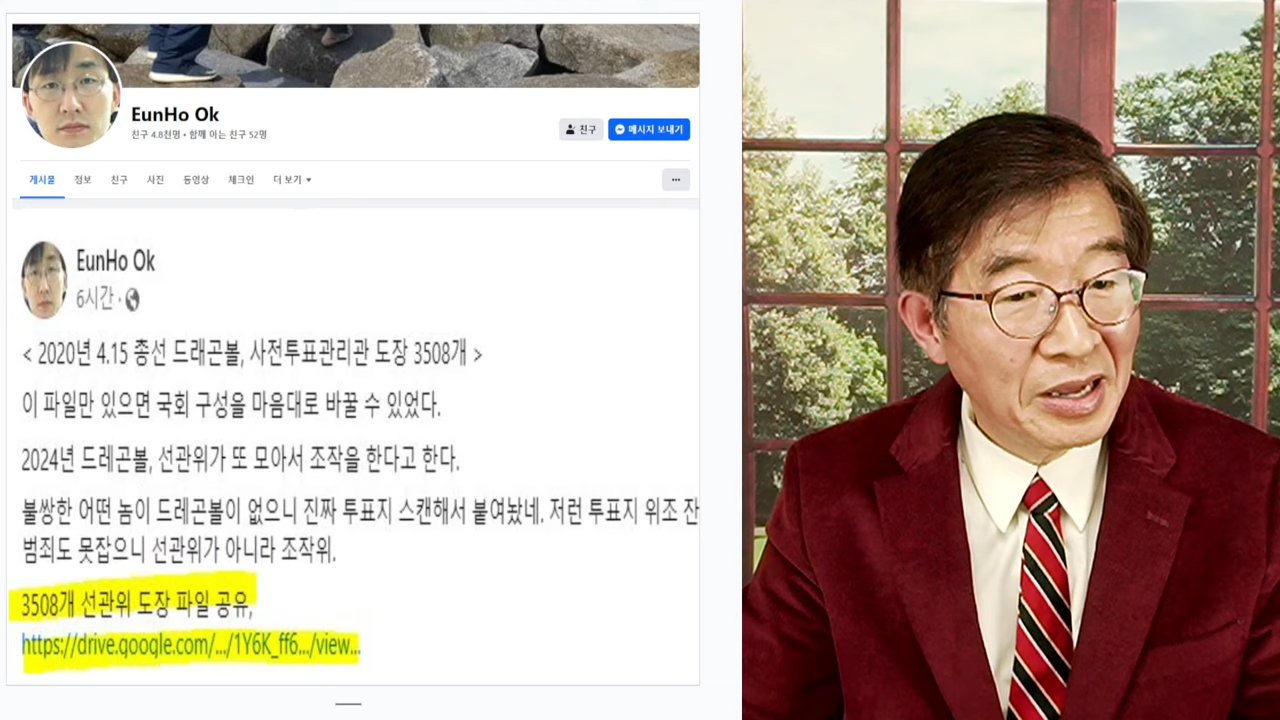 EunHo Ok
친구 4.8천명 • 함께 아는 친구 52명
친구
메시지 보내기
게시물 정보 친구 사진 동영상 체크인 더 보기
EunHo Ok
6시간 ·
< 2020년 4.15 총선 드래곤볼, 사전투표관리관 도장 3508개 >
이 파일만 있으면 국회 구성을 마음대로 바꿀 수 있었다.
2024년 드레곤볼, 선관위가 또 모아서 조작을 한다고 한다.
불쌍한 어떤 놈이 드레곤볼이 없으니 진짜 투표지 스캔해서 붙여놨네. 저런 투표지 위조 잔
범죄도 못잡으니 선관위가 아니라 조작위.
3508개 선관위 도장 파일 공유,
https://drive.google.com/.../1Y6K_ff6.../view...